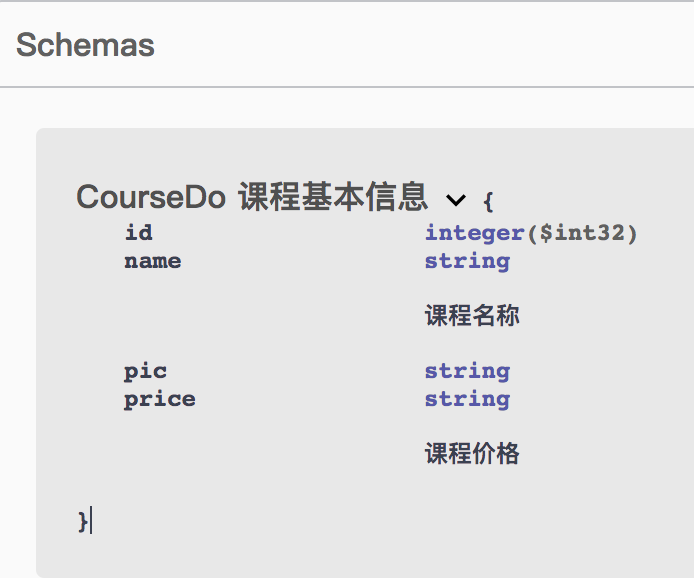 Schemas
CourseDo 课程基本信息 {
id integer($int32)
name string
课程名称
pic string
price string
课程价格
}